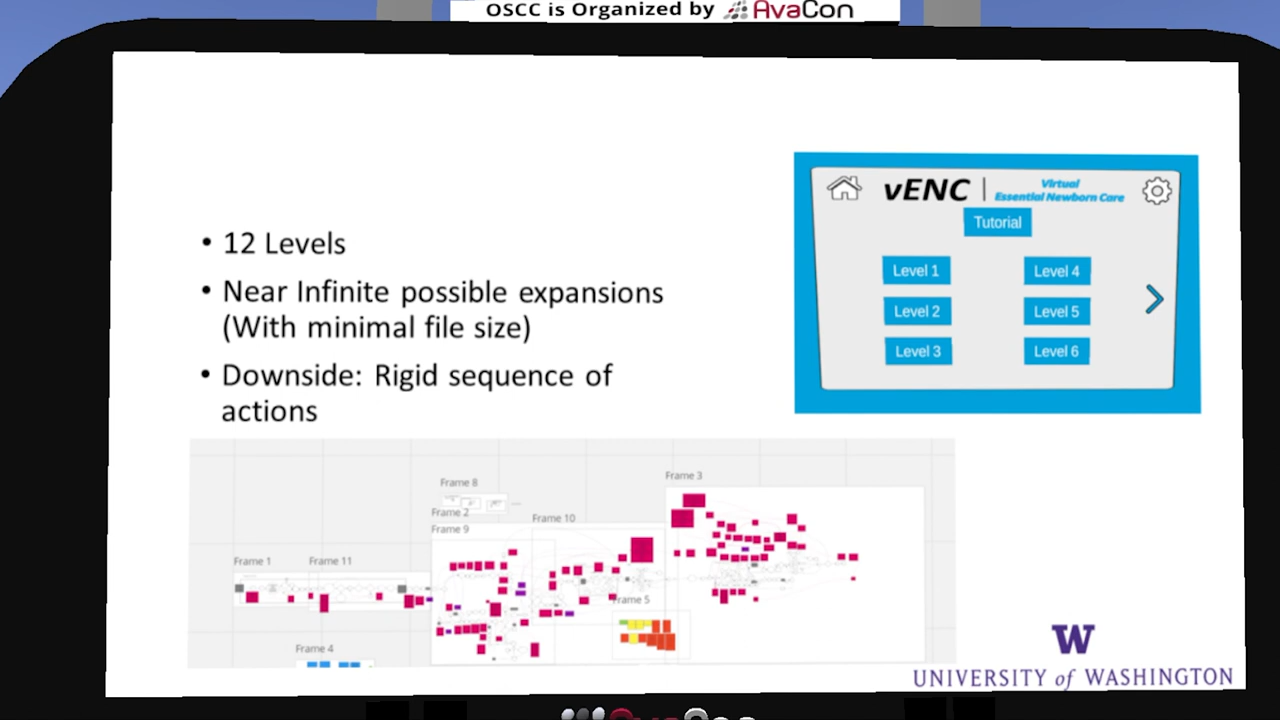 OSCC is Organized by AvaCon
12 Levels
Near Infinite possible expansions
(With minimal file size)
Downside: Rigid sequence of
actions
vENC | Virtual
Essential Newborn Care
Tutorial
Level 1
Level 4
Level 2
Level 5
Level 3
Level 6
Frame 3
Frame 8
Frame 2
Frame 10
Frame 9
Frame 1
Frame 11
Frame 5
Frame 4
W
UNIVERSITY of WASHINGTON
AvaCon